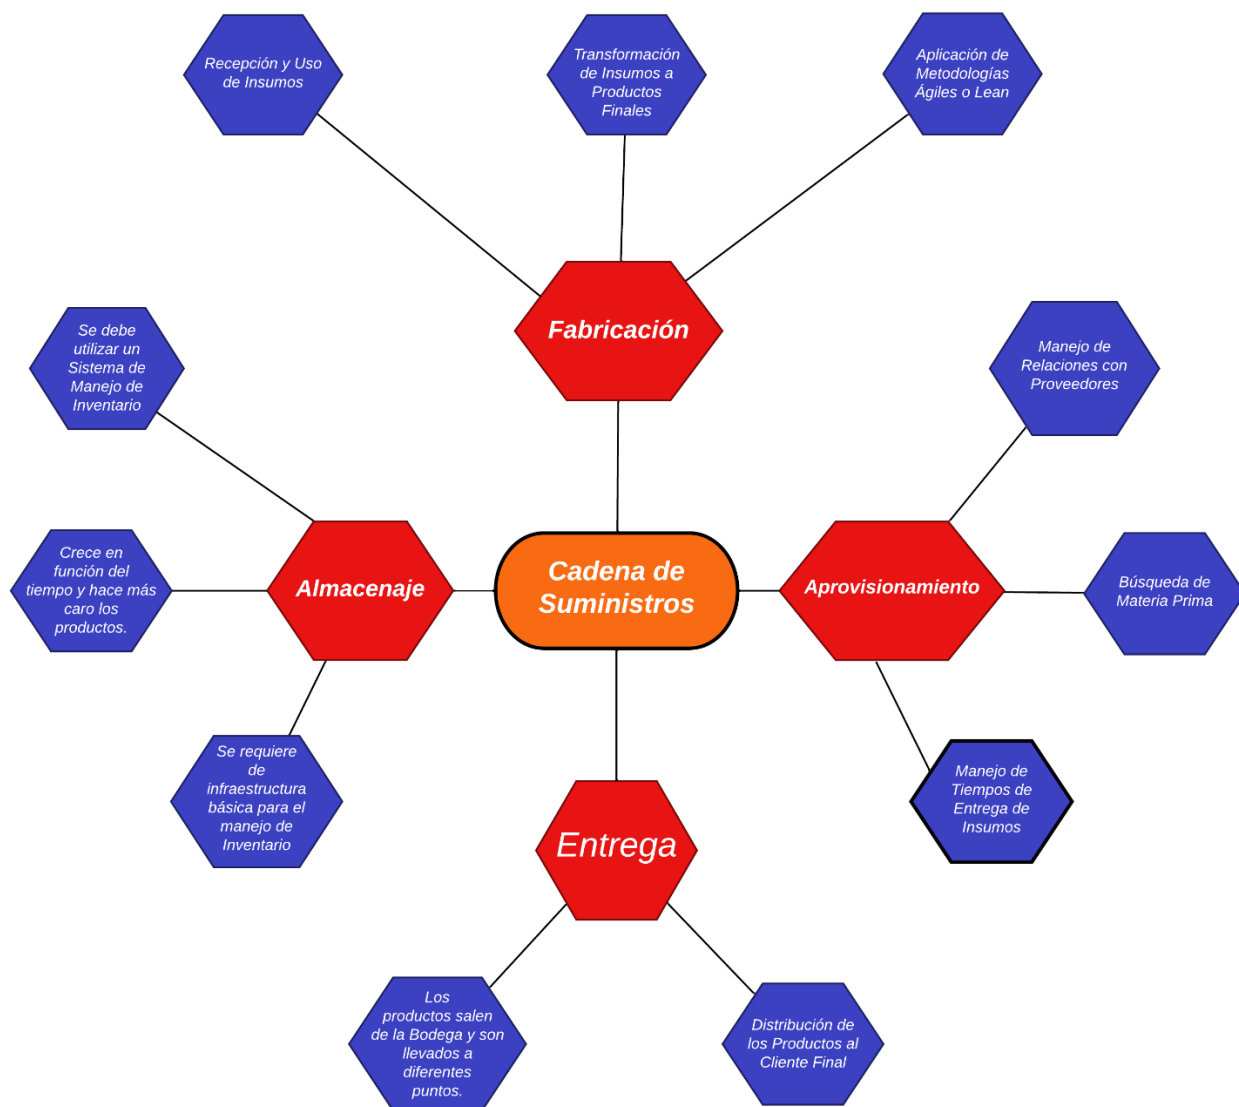 Recepción y Uso
de Insumos
Transformación
de Insumos a
Productos
Finales
Aplicación de
Metodologías
Ágiles o Lean
Fabricación
Se debe
utilizar un
Sistema de
Manejo de
Inventario
Manejo de
Relaciones con
Proveedores
Crece en
función del
tiempo y hace más
caro los
productos.
Almacenaje
Cadena de
Suministros
Aprovisionamiento
Búsqueda de
Materia Prima
Se requiere
de
infraestructura
básica para el
manejo de
Inventario
Manejo de
Tiempos de
Entrega de
Insumos
Entrega
Los
productos salen
de la Bodega y son
llevados a
diferentes
puntos.
Distribución de
los Productos al
Cliente Final